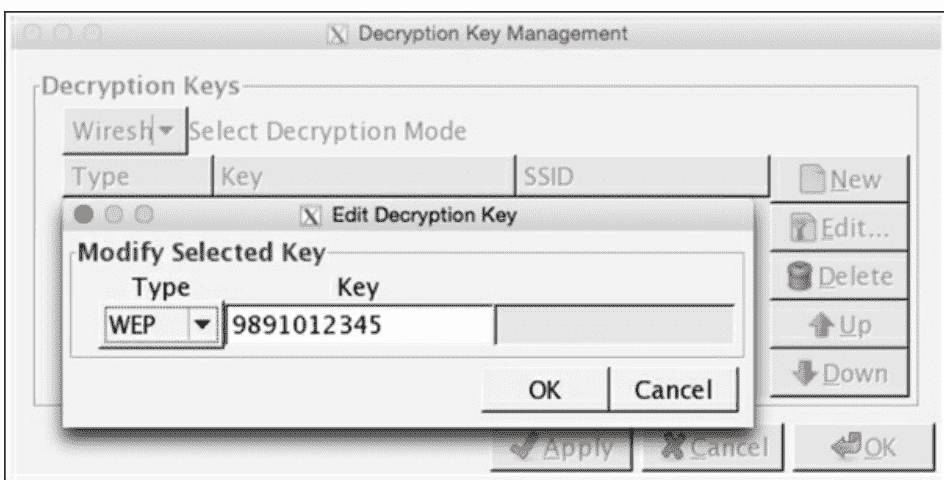 Decryption Key Management
Decryption Keys
Wiresh Select Decryption Mode
Type Key SSID
New
Edit Decryption Key
Edit...
Modify Selected Key
Delete
Type Key
WEP 9891012345
Up
Down
OK Cancel
Apply Cancel OK